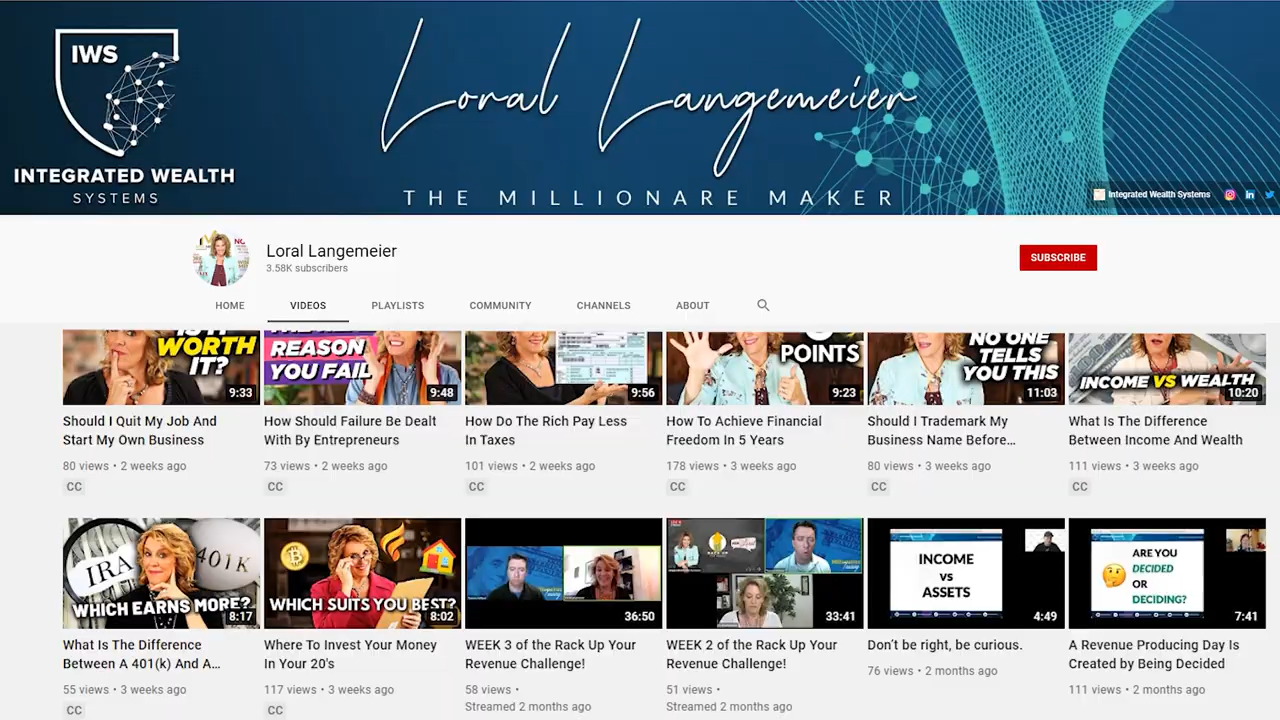 IWS
INTEGRATED WEALTH
SYSTEMS
Loral Langemeier
THE MILLIONARE MAKER
Integrated Wealth Systems
Loral Langemeier
3.58K subscribers
SUBSCRIBE
HOME VIDEOS PLAYLISTS COMMUNITY CHANNELS ABOUT
WORTH
IT?
9:33
REASON
YOU FAIL
9:48
9:56
POINTS
9:23
NO ONE
TELLS
YOU THIS
11:03
INCOME VS WEALTH
10:20
Should I Quit My Job And
Start My Own Business
80 views • 2 weeks ago
CC
How Should Failure Be Dealt
With By Entrepreneurs
73 views • 2 weeks ago
CC
How Do The Rich Pay Less
In Taxes
101 views • 2 weeks ago
CC
How To Achieve Financial
Freedom In 5 Years
178 views • 3 weeks ago
CC
Should I Trademark My
Business Name Before...
80 views • 3 weeks ago
CC
What Is The Difference
Between Income And Wealth
111 views • 3 weeks ago
CC
IRA
401K
WHICH EARNS MORE?
8:17
WHICH SUITS YOU BEST?
8:02
36:50
33:41
INCOME
VS
ASSETS
4:49
ARE YOU
DECIDED
OR
DECIDING?
7:41
What Is The Difference
Between A 401(k) And A...
55 views • 3 weeks ago
CC
Where To Invest Your Money
In Your 20's
117 views • 3 weeks ago
CC
WEEK 3 of the Rack Up Your
Revenue Challenge!
58 views •
Streamed 2 months ago
WEEK 2 of the Rack Up Your
Revenue Challenge!
51 views •
Streamed 2 months ago
Don't be right, be curious.
76 views • 2 months ago
A Revenue Producing Day Is
Created by Being Decided
111 views • 2 months ago